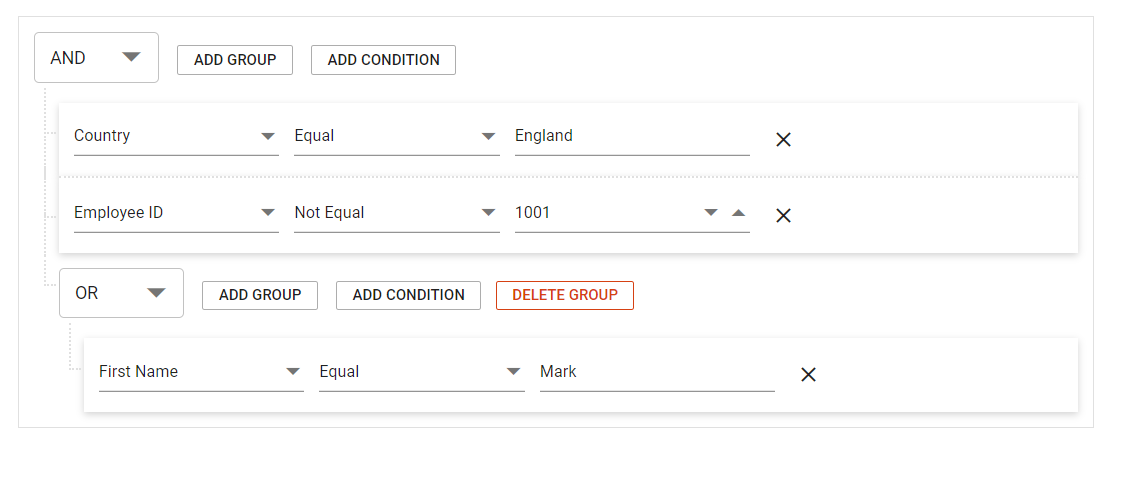 AND ADD GROUP ADD CONDITION
Country Equal England
Employee ID Not Equal 1001
OR ADD GROUP ADD CONDITION DELETE GROUP
First Name Equal Mark